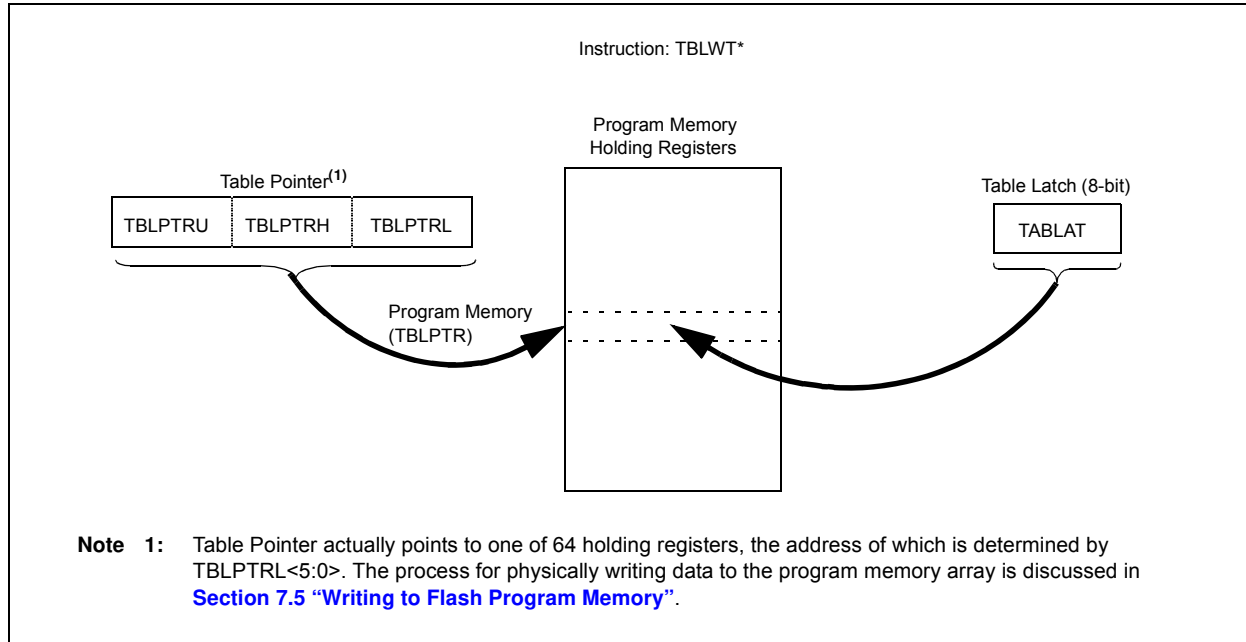 Instruction: TBLWT*
Program Memory
Holding Registers
Table Pointer(1)
Table Latch (8-bit)
TBLPTRU TBLPTRH TBLPTRL
TABLAT
Program Memory
(TBLPTR)
Note 1: Table Pointer actually points to one of 64 holding registers, the address of which is determined by
TBLPTRL<5:0>. The process for physically writing data to the program memory array is discussed in
Section 7.5 “Writing to Flash Program Memory”.